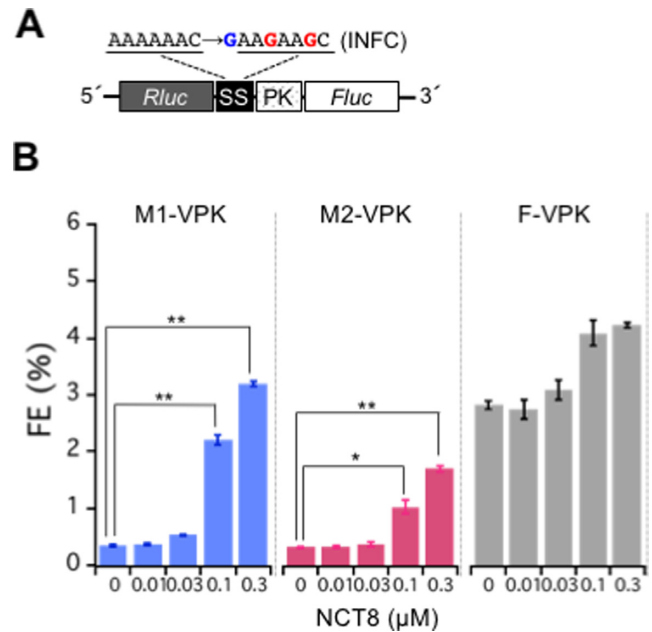 A
AAAAAAC→GAAGAAGC (INFC)
5´ Rluc SS PK Fluc 3´
B
M1-VPK M2-VPK F-VPK
FE (%)
6
5
4
3
2
1
0
** ** ** *
0 0.01 0.03 0.1 0.3 0 0.01 0.03 0.1 0.3 0 0.01 0.03 0.1 0.3
NCT8 (μM)